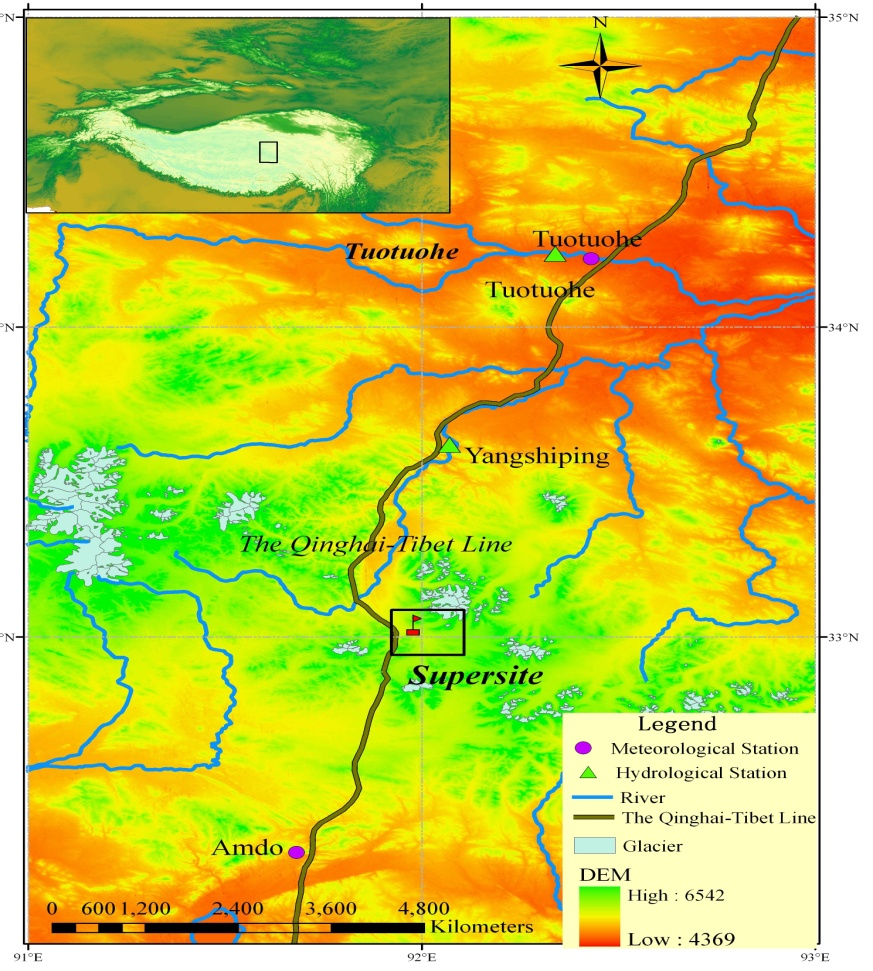 °N
35°N
N
Tuotuohe
Tuotuohe
Tuotuohe
°N
34°N
Yangshiping
The Qinghai-Tibet Line
°N
33°N
Supersite
Legend
Meteorological Station
Hydrological Station
River
The Qinghai-Tibet Line
Glacier
DEM
High : 6542
Low : 4369
Amdo
0 600 1,200 2,400 3,600 4,800
Kilometers
91°E 92°E 93°E